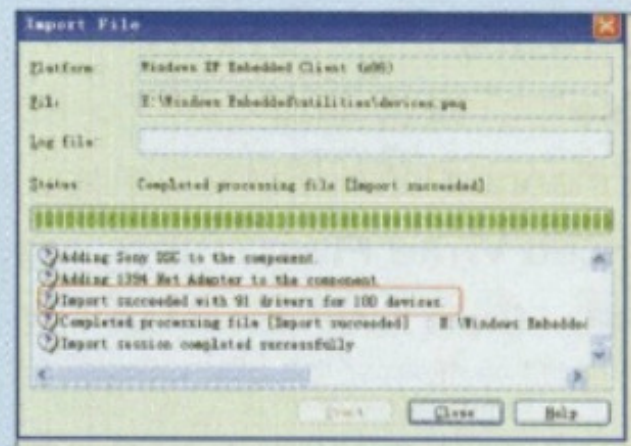 Import File
Platform: Windows XP Embedded Client (x86)
File: E:\Windows Embedded\utilities\devices.pmq
Log file:
Status: Completed processing file [Import succeeded]
Adding Sony DSC to the component.
Adding 1394 Net Adapter to the component
Import succeeded with 91 drivers for 100 devices.
Completed processing file [Import succeeded] E:\Windows Embedded
Import session completed successfully
Close Help